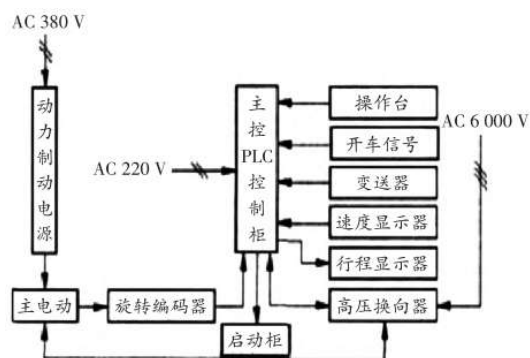 AC 380 V
动力制动电源
主控PLC控制柜
操作台
AC 6 000 V
开车信号
AC 220 V
变送器
速度显示器
行程显示器
主电动
旋转编码器
高压换向器
启动柜